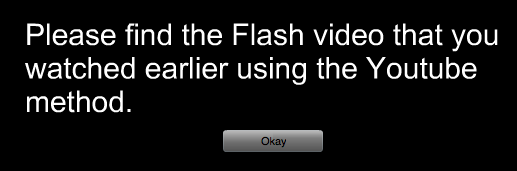 Please find the Flash video that you
watched earlier using the Youtube
method.
Okay